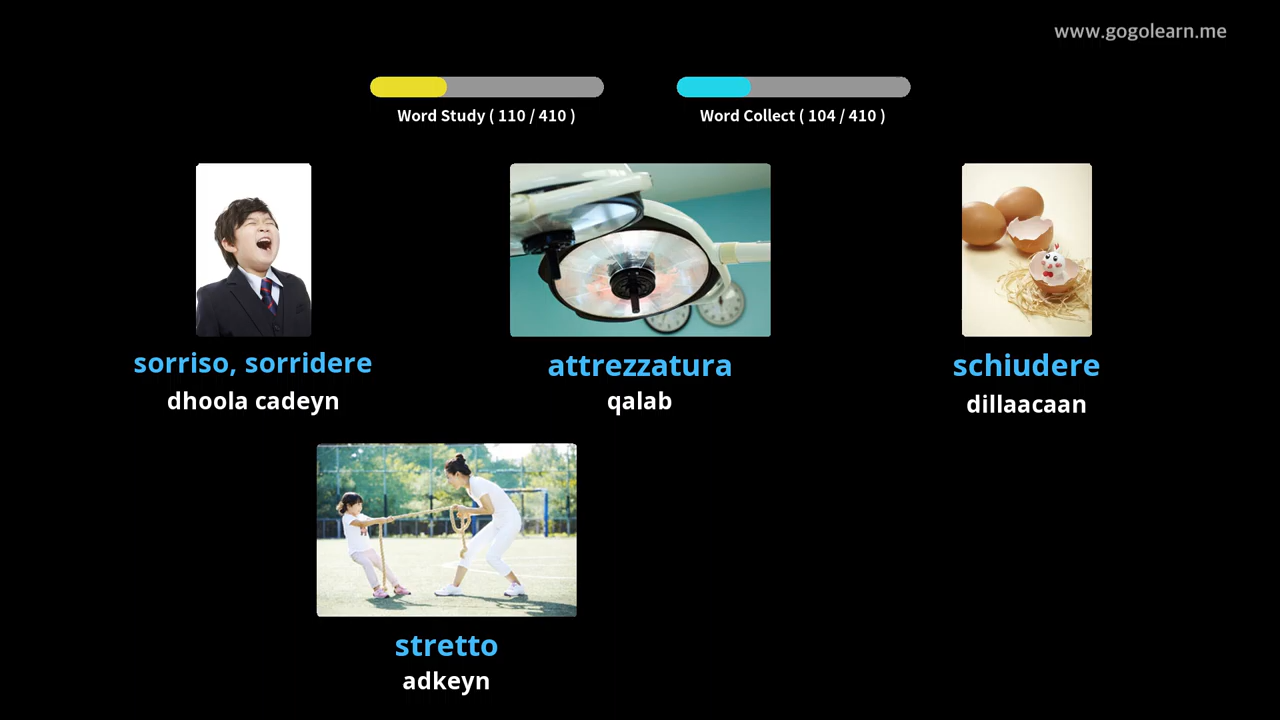 www.gogolearn.me
Word Study ( 110 / 410 )
Word Collect ( 104 / 410 )
sorriso, sorridere
dhoola cadeyn
attrezzatura
qalab
schiudere
dillaacaan
stretto
adkeyn